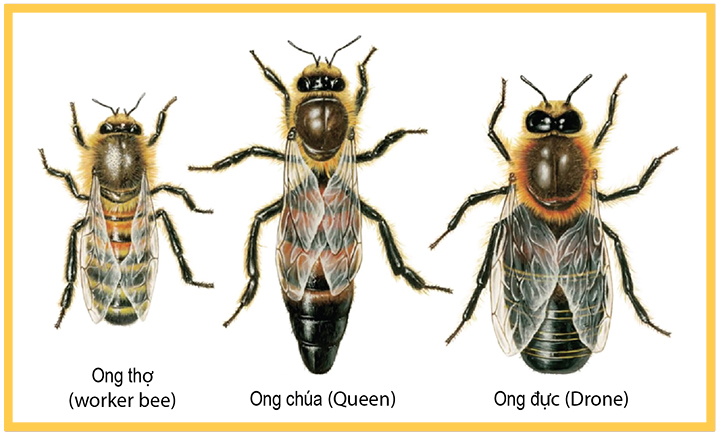 Ong thợ
(worker bee)
Ong chúa (Queen)
Ong đực (Drone)